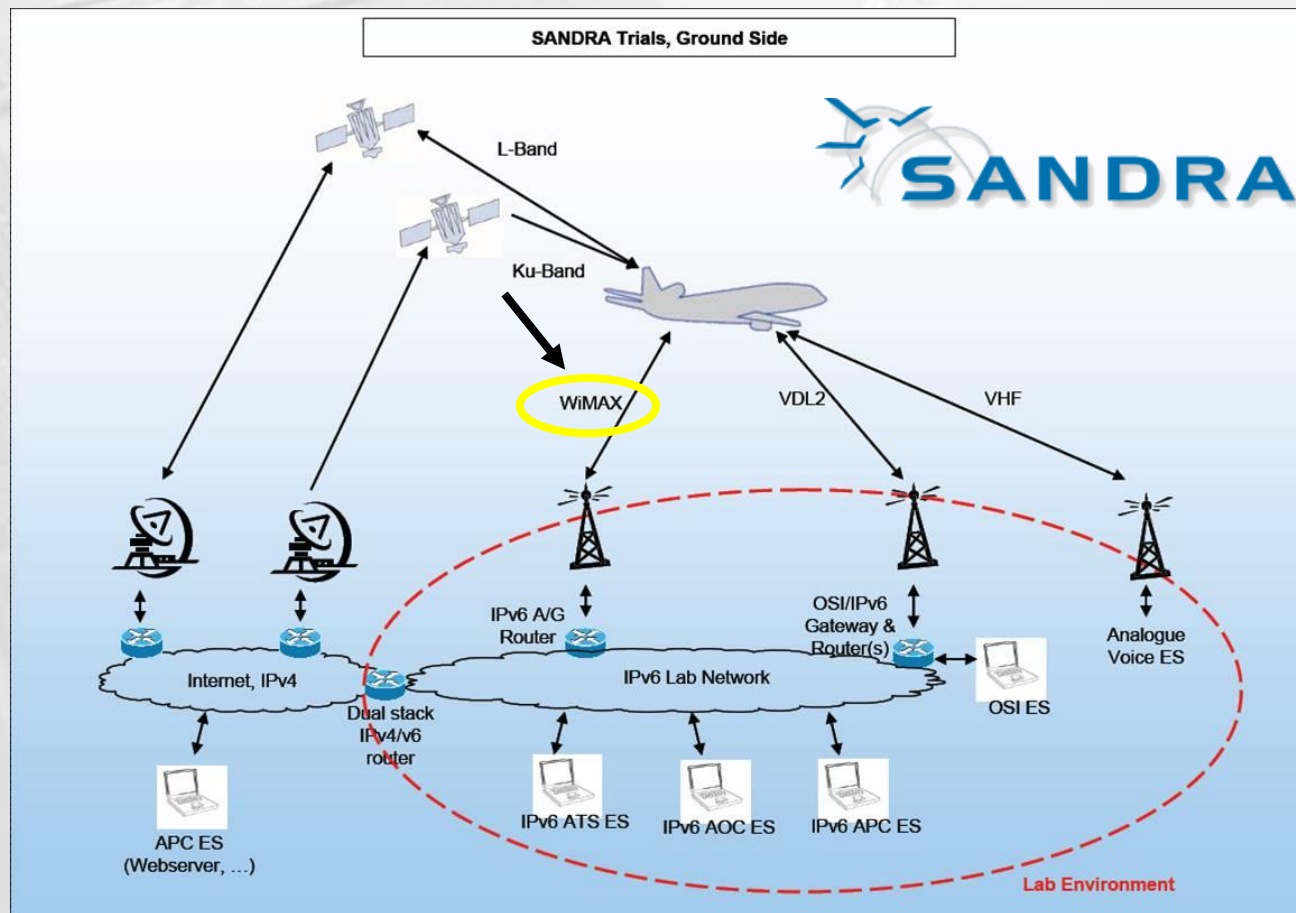 SANDRA Trials, Ground Side
SANDRA
L-Band
Ku-Band
WiMAX
VDL2
VHF
IPv6 A/G
Router
OSI/IPv6
Gateway &
Router(s)
Analogue
Voice ES
Internet, IPv4
IPv6 Lab Network
OSI ES
Dual stack
IPv4/v6
router
APC ES
(Webserver, ...)
IPv6 ATS ES
IPv6 AOC ES
IPv6 APC ES
Lab Environment